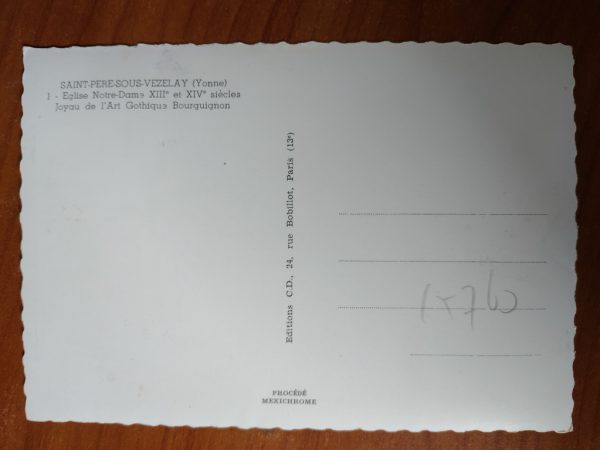 SAINT-PERE-SOUS-VEZELAY (Yonne)
1 - Eglise Notre-Dame XIIIe et XIVe siècles
Joyau de l'Art Gothique Bourguignon
Editions C.D., 24, rue Bobillot, Paris (13e)
PROCÉDÉ
MEXICHROME